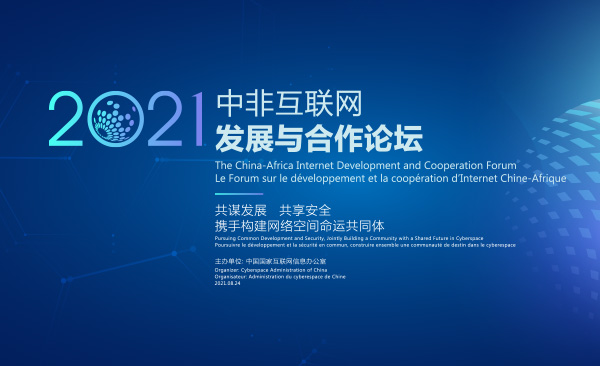 2021
中非互联网
发展与合作论坛
The China-Africa Internet Development and Cooperation Forum
Le Forum sur le développement et la coopération d'Internet Chine-Afrique
共谋发展 共享安全
携手构建网络空间命运共同体
Pursuing Common Development and Security, Jointly Building a Community with a Shared Future in Cyberspace
Poursuivre le développement et la sécurité en commun, construire ensemble une communauté de destin dans le cyberespace
主办单位: 中国国家互联网信息办公室
Organizer: Cyberspace Administration of China
Organisateur: Administration du cyberespace de Chine
2021.08.24